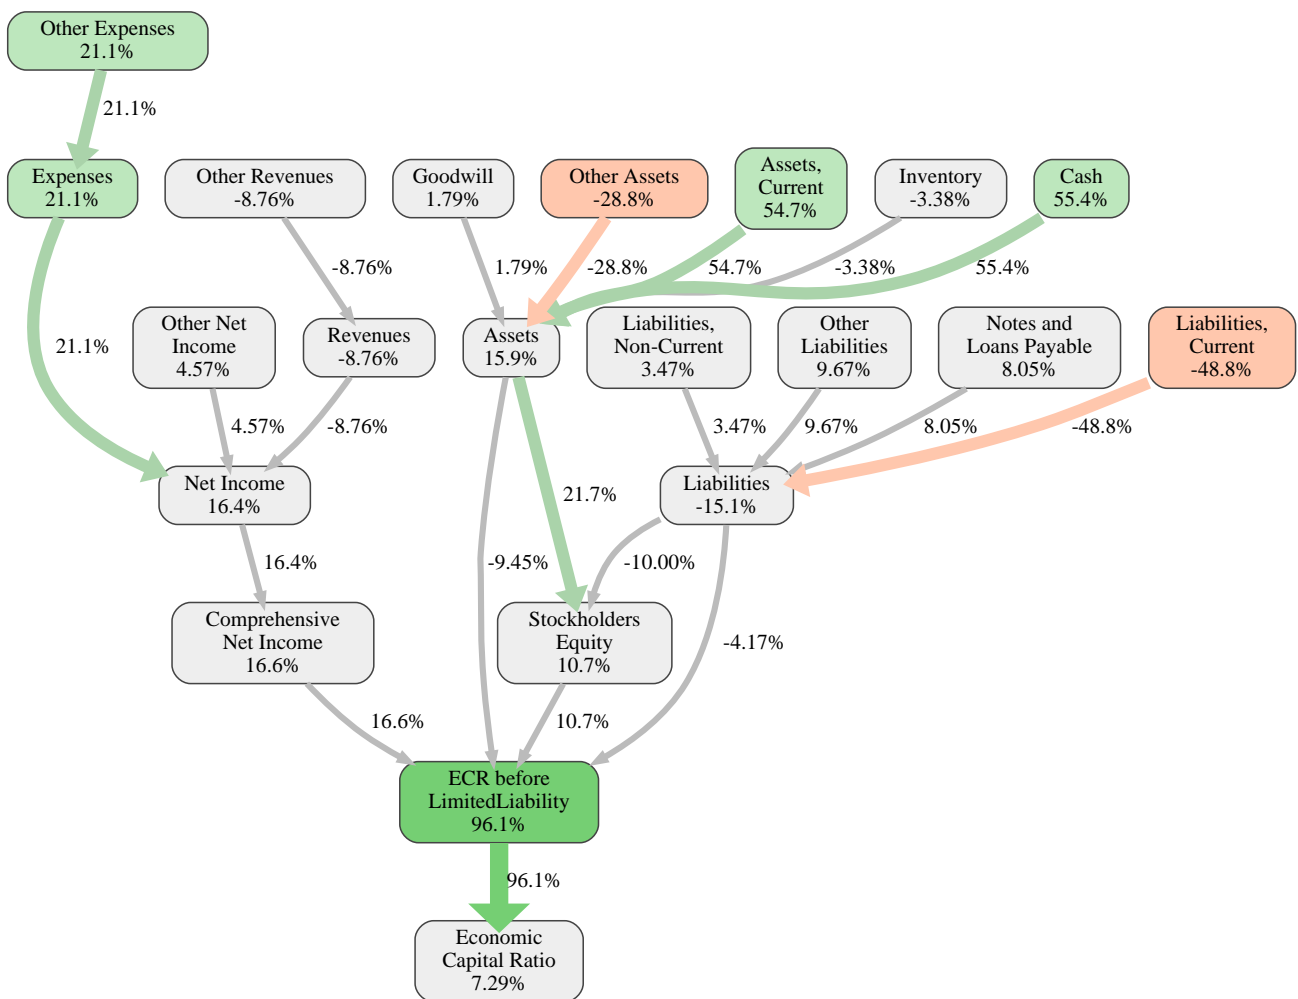 Other Expenses
21.1%
21.1%
Expenses
21.1%
Other Revenues
-8.76%
Goodwill
1.79%
Other Assets
-28.8%
Assets,
Current
54.7%
Inventory
-3.38%
Cash
55.4%
-8.76%
1.79%
-28.8%
54.7%
-3.38%
55.4%
21.1%
Other Net
Income
4.57%
Revenues
-8.76%
Assets
15.9%
Liabilities,
Non-Current
3.47%
Other
Liabilities
9.67%
Notes and
Loans Payable
8.05%
Liabilities,
Current
-48.8%
4.57%
-8.76%
3.47%
9.67%
8.05%
-48.8%
Net Income
16.4%
21.7%
Liabilities
-15.1%
16.4%
-9.45%
-10.00%
Comprehensive
Net Income
16.6%
Stockholders
Equity
10.7%
-4.17%
16.6%
10.7%
ECR before
LimitedLiability
96.1%
96.1%
Economic
Capital Ratio
7.29%